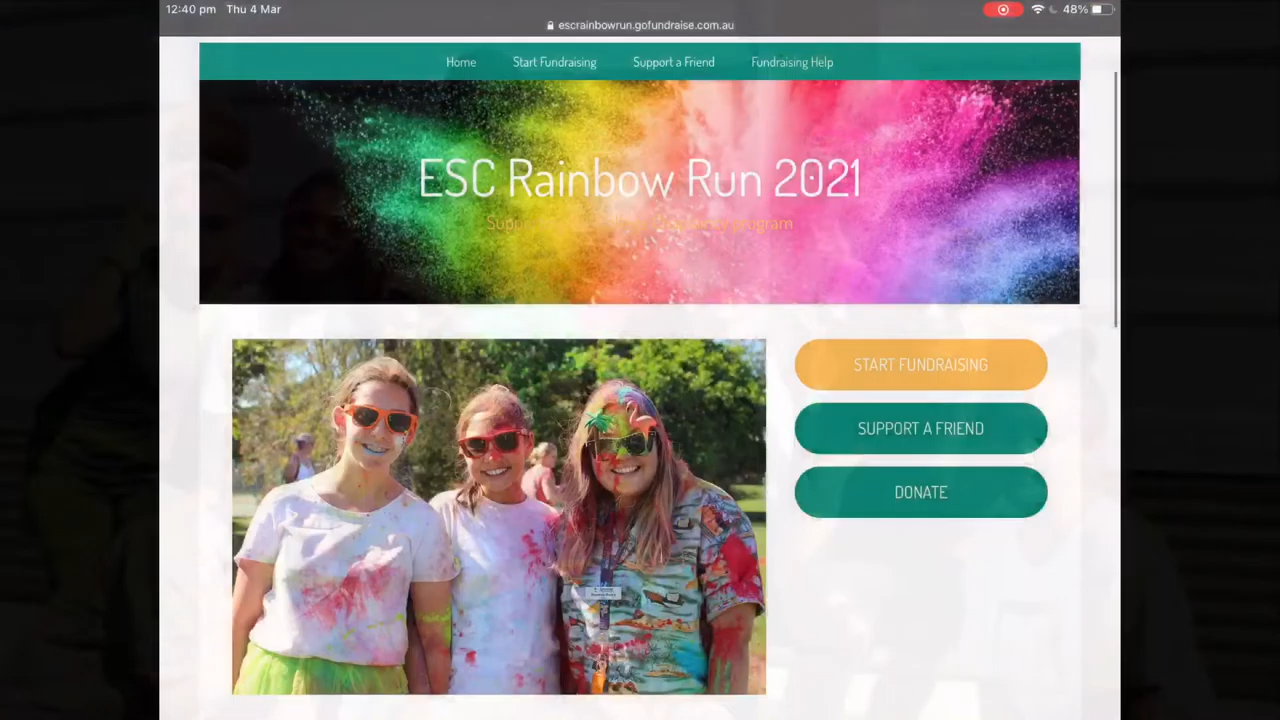 12:40 pm Thu 4 Mar
48%
escrainbowrun.gofundraise.com.au
Home Start Fundraising Support a Friend Fundraising Help
ESC Rainbow Run 2021
program
START FUNDRAISING
SUPPORT A FRIEND
DONATE